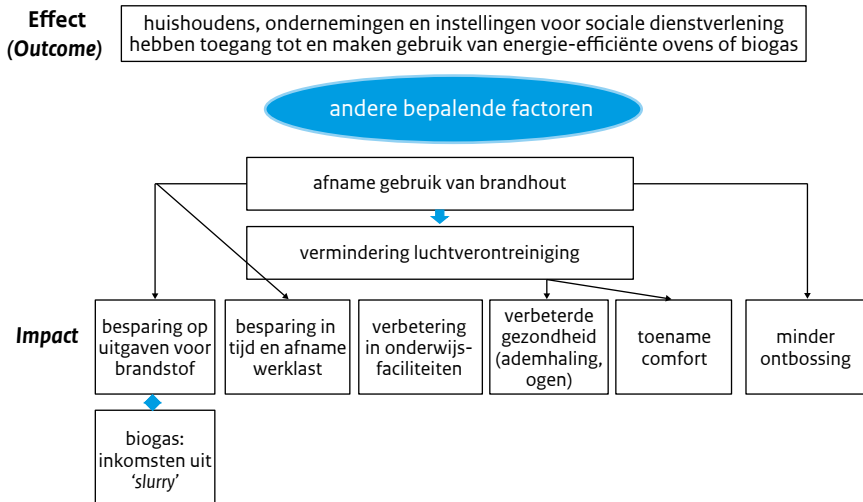 Effect
(Outcome)
huishoudens, ondernemingen en instellingen voor sociale dienstverlening
hebben toegang tot en maken gebruik van energie-efficiënte ovens of biogas
andere bepalende factoren
afname gebruik van brandhout
vermindering luchtverontreiniging
Impact
besparing op
uitgaven voor
brandstof
besparing in
tijd en afname
werklast
verbetering
in onderwijs-
faciliteiten
verbeterde
gezondheid
(ademhaling,
ogen)
toename
comfort
minder
ontbossing
biogas:
inkomsten uit
‘slurry’